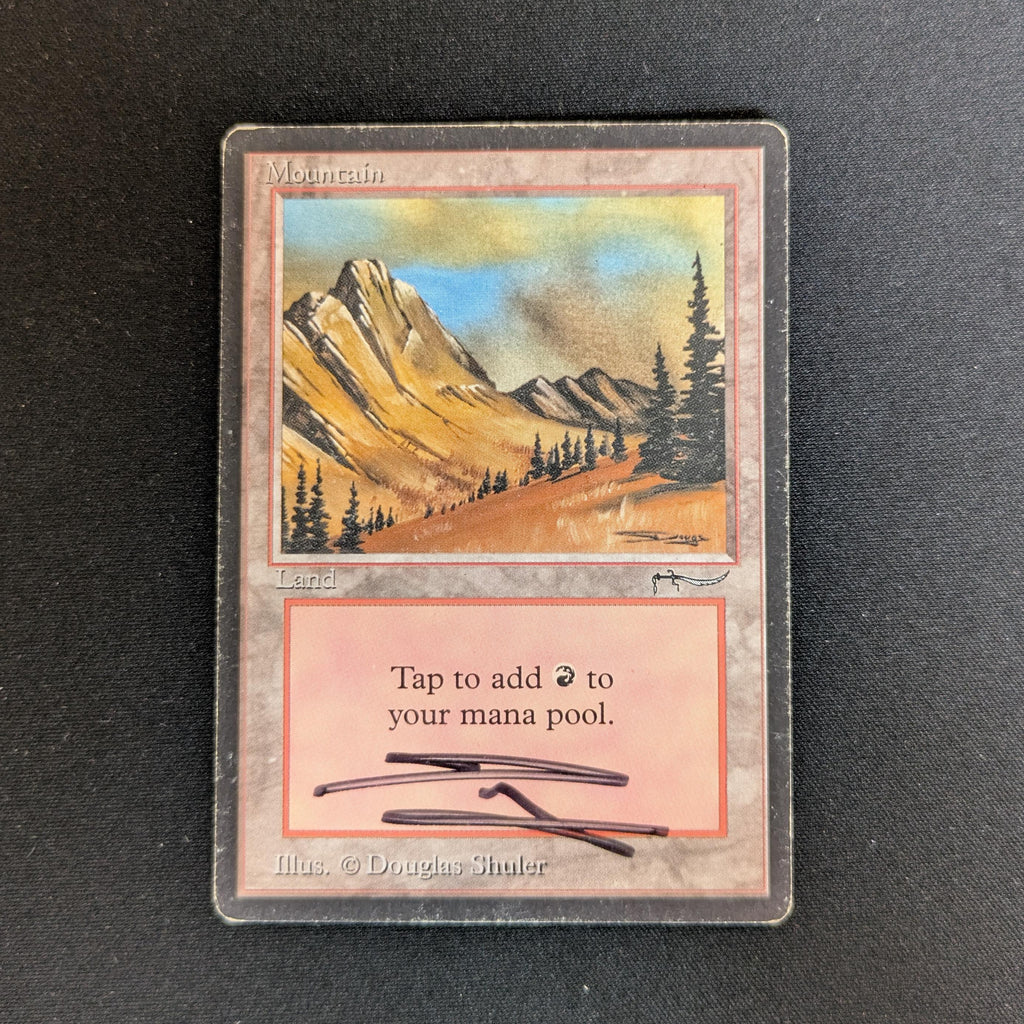 Mountain
Land
Tap to add to
your mana pool.
Illus. © Douglas Shuler